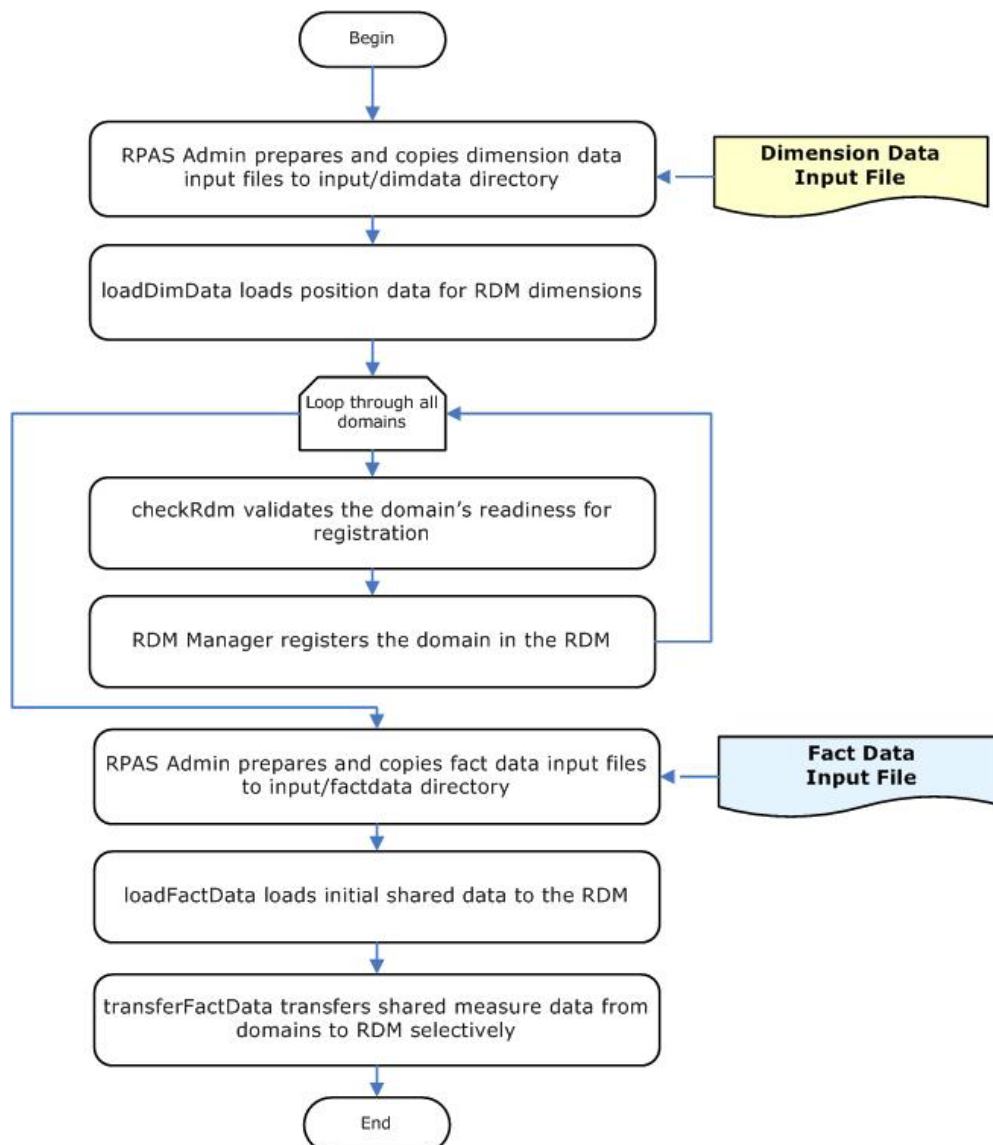 Begin
RPAS Admin prepares and copies dimension data
input files to input/dimdata directory
Dimension Data
Input File
loadDimData loads position data for RDM dimensions
Loop through all
domains
checkRdm validates the domain’s readiness for
registration
RDM Manager registers the domain in the RDM
RPAS Admin prepares and copies fact data input files
to input/factdata directory
Fact Data
Input File
loadFactData loads initial shared data to the RDM
transferFactData transfers shared measure data from
domains to RDM selectively
End